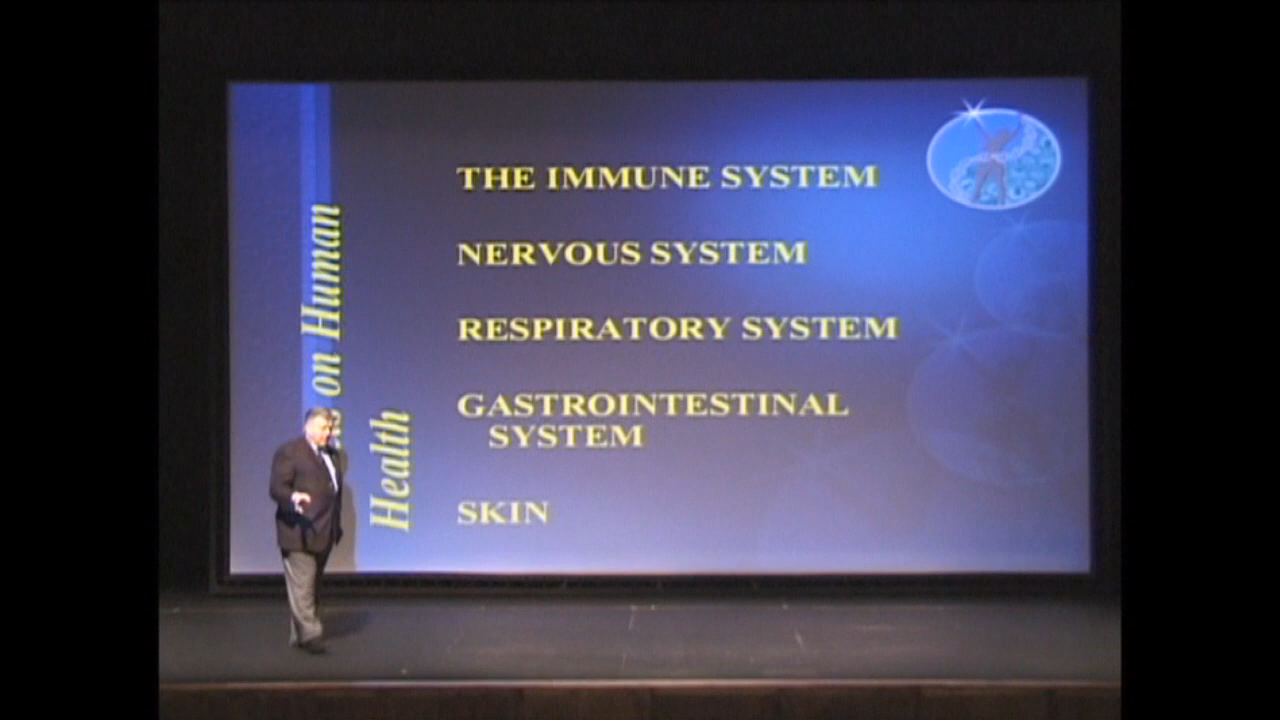 on Human
Health
THE IMMUNE SYSTEM
NERVOUS SYSTEM
RESPIRATORY SYSTEM
GASTROINTESTINAL
SYSTEM
SKIN